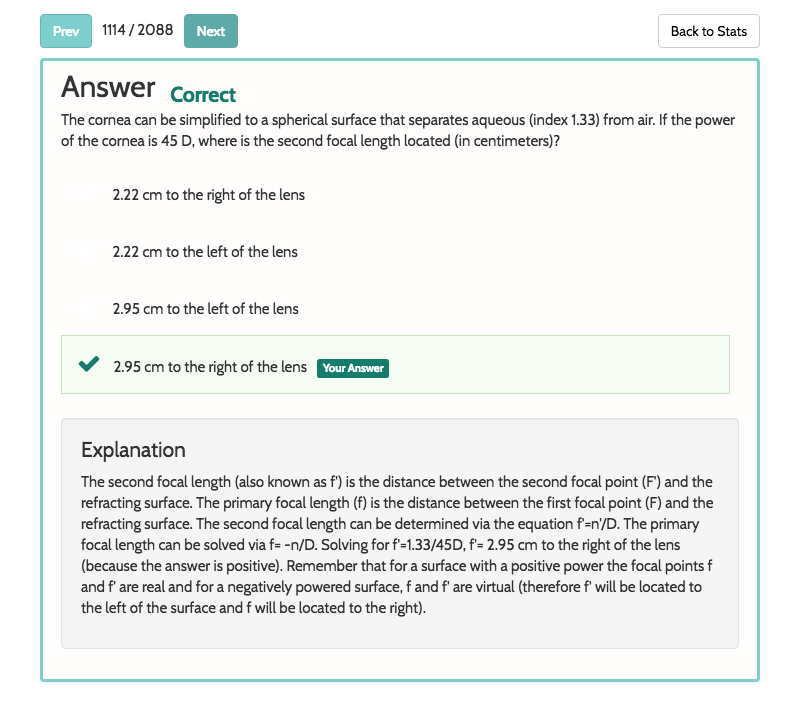 Prev 1114 / 2088 Next Back to Stats
Answer Correct
The cornea can be simplified to a spherical surface that separates aqueous (index 1.33) from air. If the power
of the cornea is 45 D, where is the second focal length located (in centimeters)?
2.22 cm to the right of the lens
2.22 cm to the left of the lens
2.95 cm to the left of the lens
2.95 cm to the right of the lens Your Answer
Explanation
The second focal length (also known as f') is the distance between the second focal point (F') and the
refracting surface. The primary focal length (f) is the distance between the first focal point (F) and the
refracting surface. The second focal length can be determined via the equation f'=n'/D. The primary
focal length can be solved via f= -n/D. Solving for f'=1.33/45D, f'= 2.95 cm to the right of the lens
(because the answer is positive). Remember that for a surface with a positive power the focal points f
and f' are real and for a negatively powered surface, f and f' are virtual (therefore f' will be located to
the left of the surface and f will be located to the right).